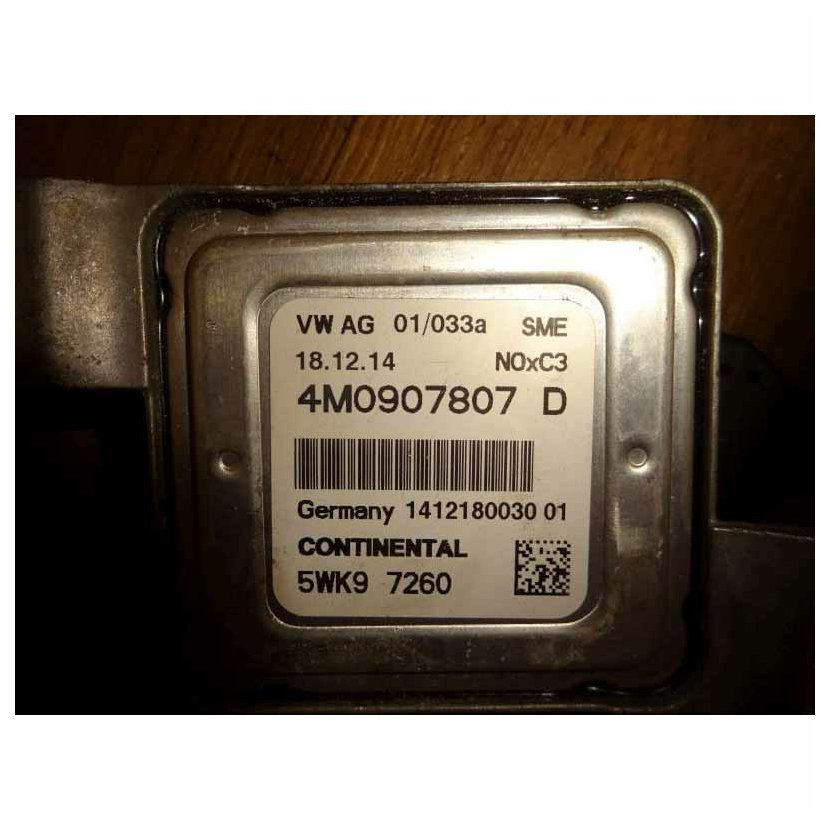 VW AG 01/033a SME
18.12.14 NOxC3
4M0907807 D
Germany 1412180030 01
CONTINENTAL
5WK9 7260